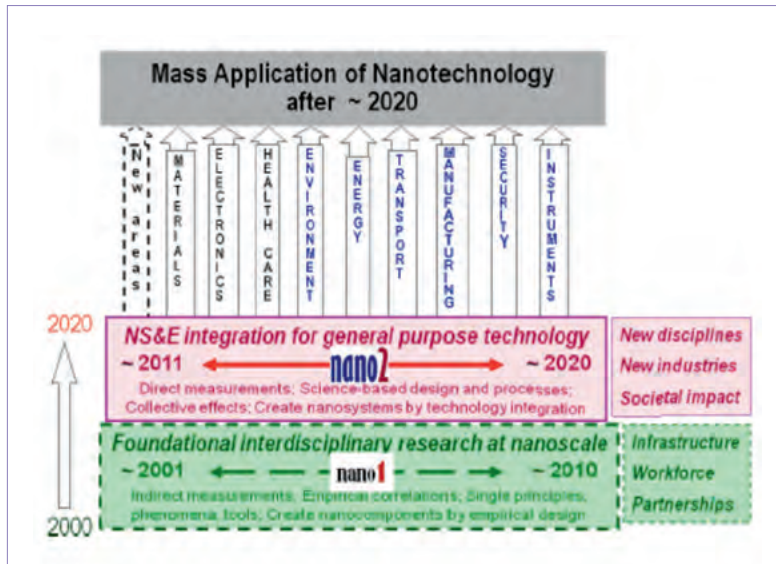 Mass Application of Nanotechnology
after ~ 2020
New areas
MATERIALS
ELECTRONICS
HEALTH CARE
ENVIRONMENT
ENERGY
TRANSPORT
MANUFACTURING
SECURITY
INSTRUMENTS
2020
NS&E integration for general purpose technology
~ 2011 nano2 ~ 2020
Direct measurements; Science-based design and processes;
Collective effects; Create nanosystems by technology integration
New disciplines
New industries
Societal impact
Foundational interdisciplinary research at nanoscale
~ 2001 nano1 ~ 2010
Indirect measurements, Empirical correlations; Single principles,
phenomena, tools; Create nanocomponents by empirical design
Infrastructure
Workforce
Partnerships
2000